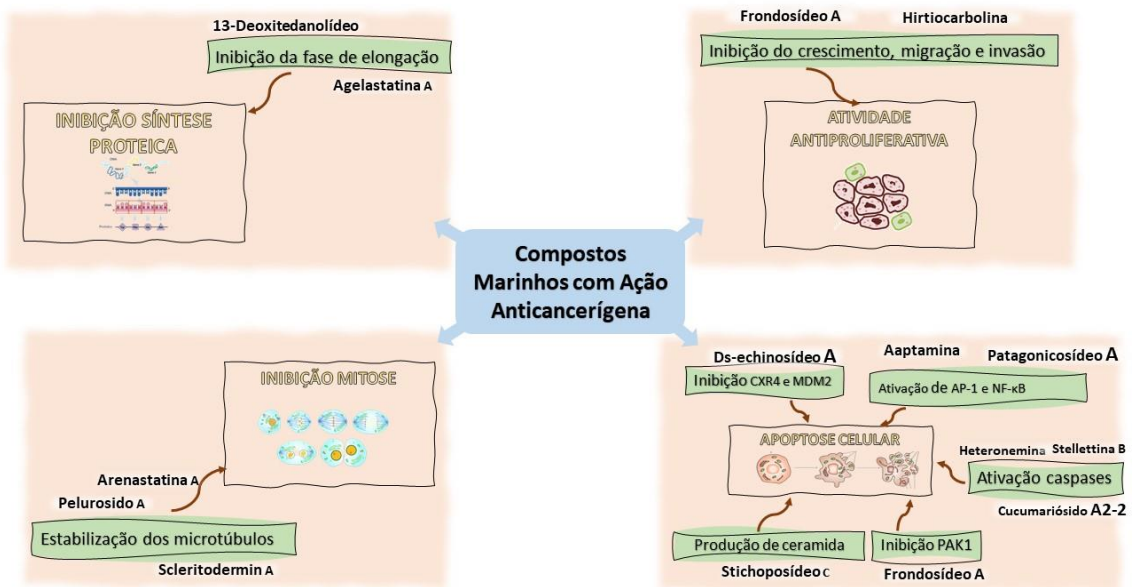 13-Deoxitedanolídeo
Inibição da fase de elongação
Agelastatina A
INIBIÇÃO SÍNTESE
PROTEICA
Frondosídeo A
Hirtiocarbolina
Inibição do crescimento, migração e invasão
ATIVIDADE
ANTIPROLIFERATIVA
Compostos
Marinhos com Ação
Anticancerígena
INIBIÇÃO MITOSE
Arenastatina A
Pelurosido A
Estabilização dos microtúbulos
Scleritodermin A
Ds-echinosídeo A
Inibição CXR4 e MDM2
Aaptamina
Patagonicosídeo A
Ativação de AP-1 e NF-κB
APOPTOSE CELULAR
Heteronemina
Stellettina B
Ativação caspases
Cucumariósido A2-2
Produção de ceramida
Stichoposídeo C
Inibição PAK1
Frondosídeo A